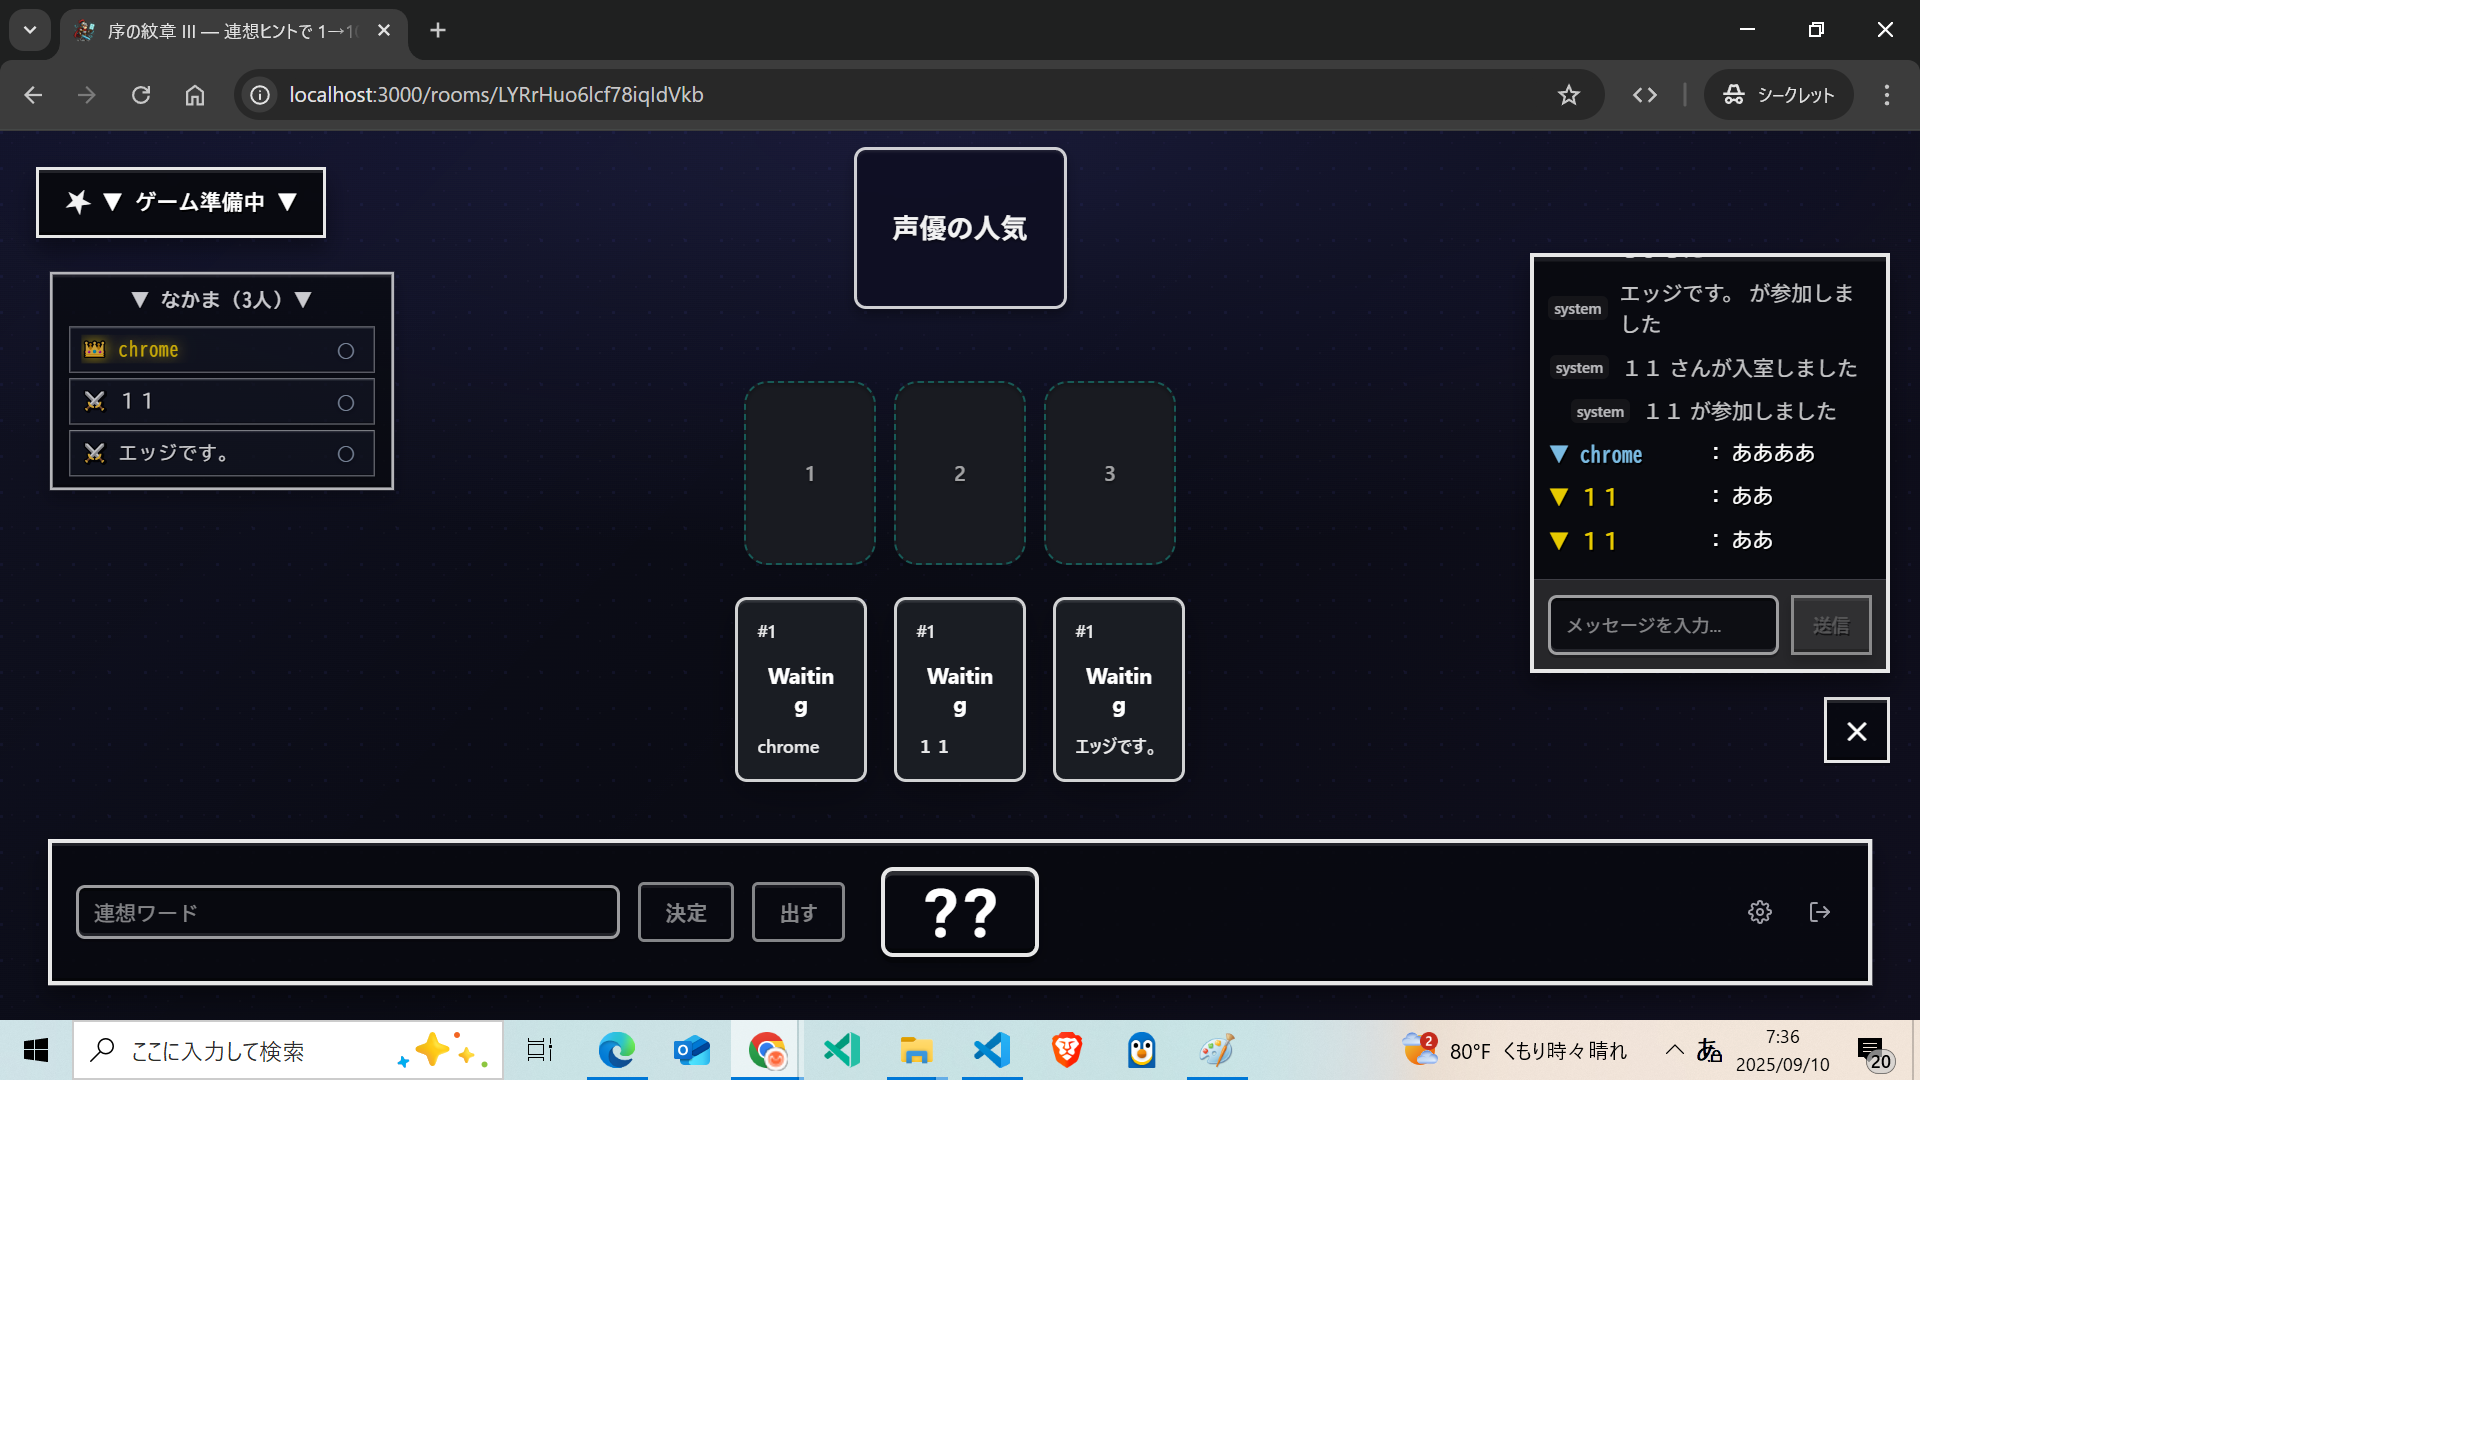 序の紋章 III — 連想ヒントで 1→1
localhost:3000/rooms/LYRrHuo6lcf78iqIdVkb
シークレット
▼ ゲーム準備中 ▼
声優の人気
▼ なかま（3人）▼
chrome
１１
エッジです。
1
2
3
#1
Waitin
g
chrome
#1
Waitin
g
１１
#1
Waitin
g
エッジです。
system エッジです。 が参加しま
した
system １１ さんが入室しました
system １１ が参加しました
▼ chrome ： ああああ
▼ １１ ： ああ
▼ １１ ： ああ
メッセージを入力...
送信
連想ワード
決定
出す
??
ここに入力して検索
2
80°F くもり時々晴れ
あ
7:36
2025/09/10
20